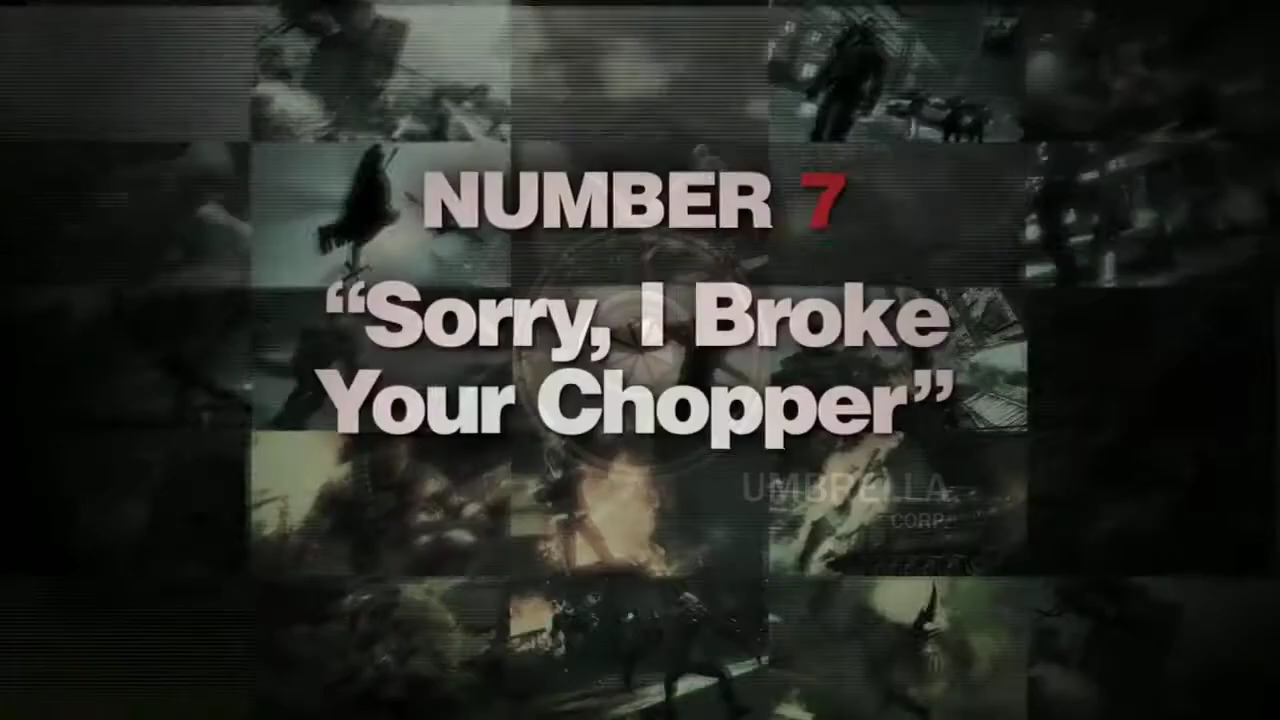 NUMBER 7
“Sorry, I Broke
Your Chopper”
UMBRELLA
CORP.